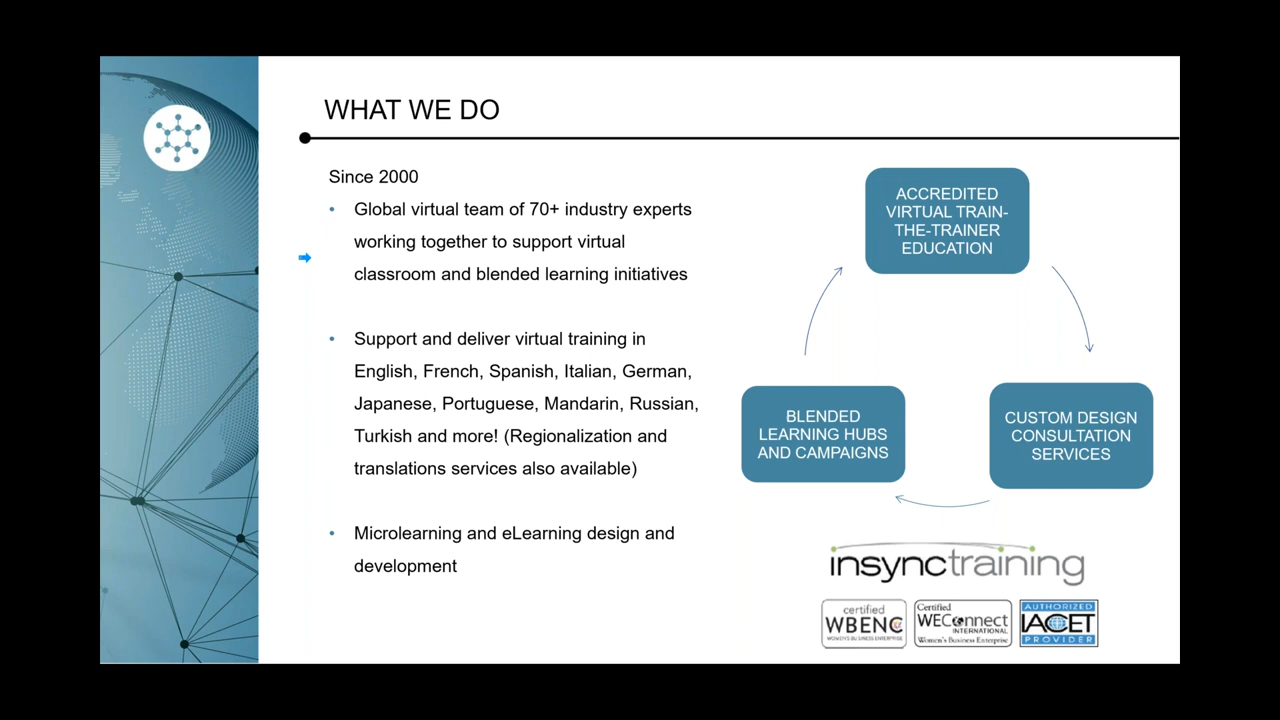 WHAT WE DO
Since 2000
• Global virtual team of 70+ industry experts
working together to support virtual
classroom and blended learning initiatives
• Support and deliver virtual training in
English, French, Spanish, Italian, German,
Japanese, Portuguese, Mandarin, Russian,
Turkish and more! (Regionalization and
translations services also available)
• Microlearning and eLearning design and
development
ACCREDITED
VIRTUAL TRAIN-
THE-TRAINER
EDUCATION
CUSTOM DESIGN
CONSULTATION
SERVICES
BLENDED
LEARNING HUBS
AND CAMPAIGNS
insynctraining
certified
WBENC
WOMEN'S BUSINESS ENTERPRISE
Certified
WEConnect
INTERNATIONAL
Women's Business Enterprise
AUTHORIZED
IACET
PROVIDER